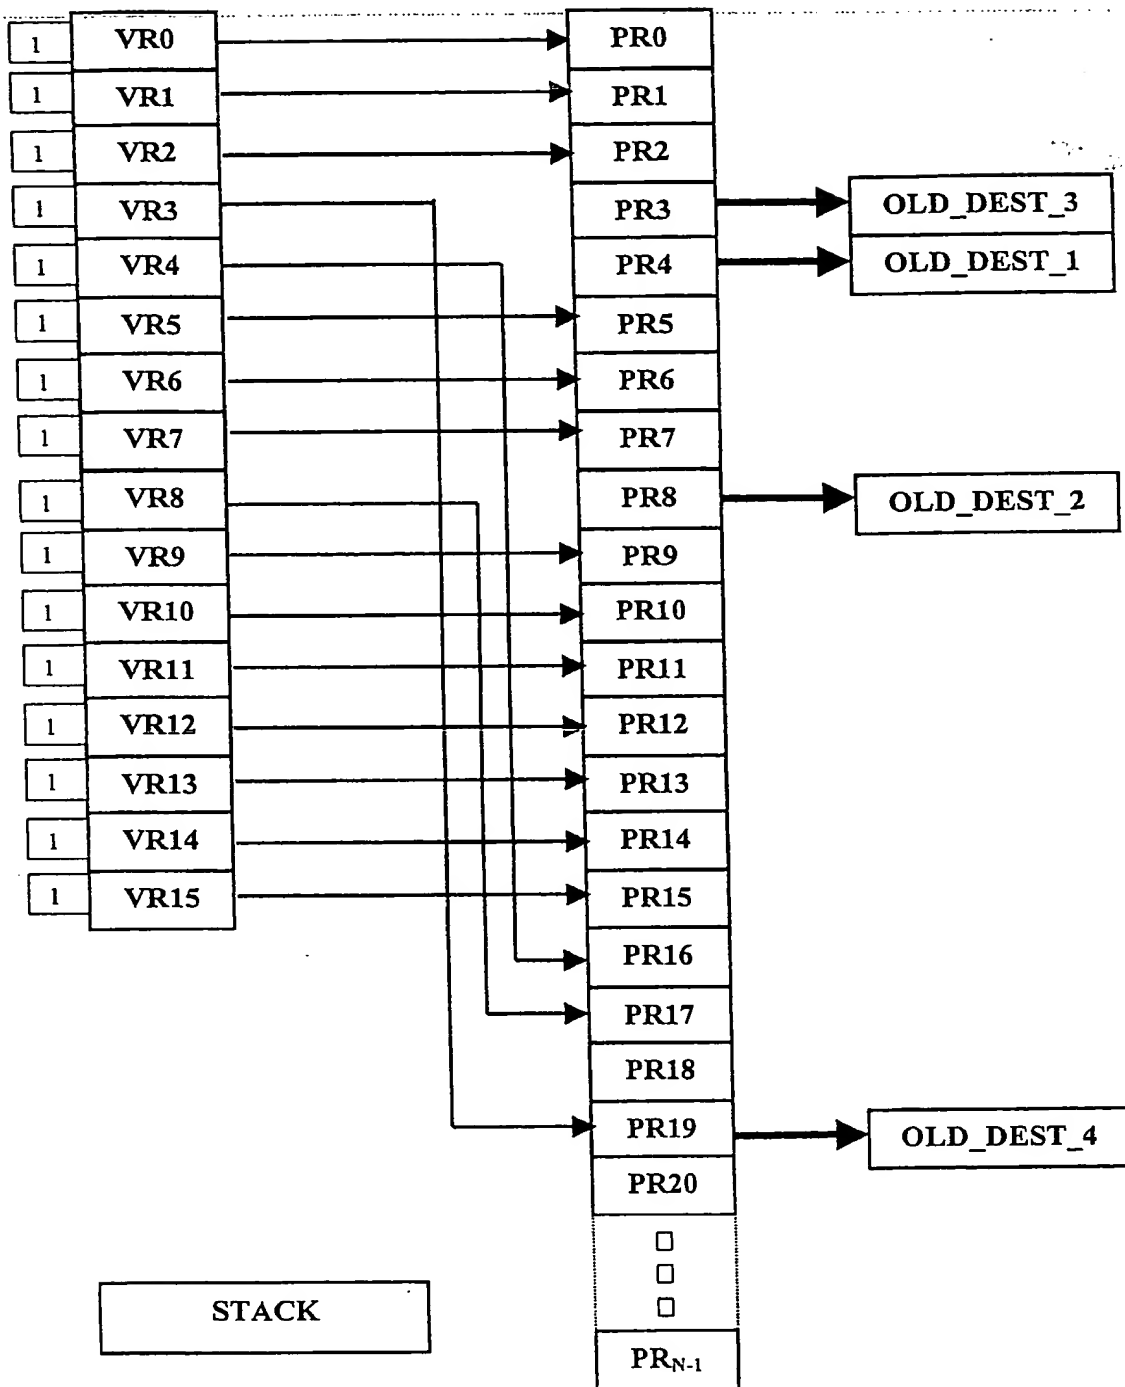 1 VR0 PR0
1 VR1 PR1
1 VR2 PR2
1 VR3 PR3 OLD_DEST_3
1 VR4 PR4 OLD_DEST_1
1 VR5 PR5
1 VR6 PR6
1 VR7 PR7
1 VR8 PR8 OLD_DEST_2
1 VR9 PR9
1 VR10 PR10
1 VR11 PR11
1 VR12 PR12
1 VR13 PR13
1 VR14 PR14
1 VR15 PR15
PR16
PR17
PR18
PR19 OLD_DEST_4
PR20
STACK
PRN-1